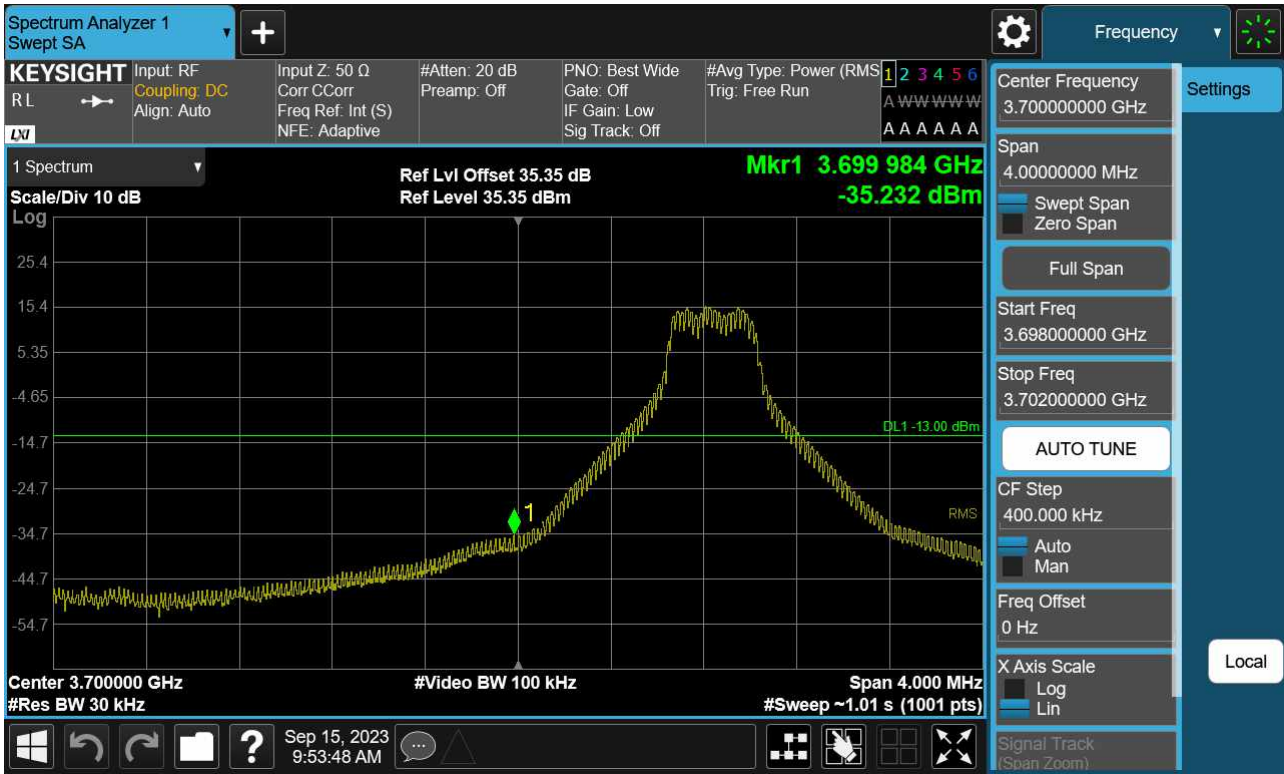 Spectrum Analyzer 1
Swept SA
+
Frequency
KEYSIGHT
R L
LXI
Input: RF
Coupling: DC
Align: Auto
Input Z: 50 Ω
Corr CCorr
Freq Ref: Int (S)
NFE: Adaptive
#Atten: 20 dB
Preamp: Off
PNO: Best Wide
Gate: Off
IF Gain: Low
Sig Track: Off
#Avg Type: Power (RMS
Trig: Free Run
1 2 3 4 5 6
A W W W W W
A A A A A A
1 Spectrum
Scale/Div 10 dB
Log
Ref Lvl Offset 35.35 dB
Ref Level 35.35 dBm
Mkr1 3.699 984 GHz
-35.232 dBm
25.4
15.4
5.35
-4.65
-14.7
-24.7
-34.7
-44.7
-54.7
DL1 -13.00 dBm
1
RMS
Center 3.700000 GHz
#Res BW 30 kHz
#Video BW 100 kHz
Span 4.000 MHz
#Sweep ~1.01 s (1001 pts)
Center Frequency
3.700000000 GHz
Settings
Span
4.00000000 MHz
Swept Span
Zero Span
Full Span
Start Freq
3.698000000 GHz
Stop Freq
3.702000000 GHz
AUTO TUNE
CF Step
400.000 kHz
Auto
Man
Freq Offset
0 Hz
X Axis Scale
Log
Lin
Local
Signal Track
(Span Zoom)
?
Sep 15, 2023
9:53:48 AM